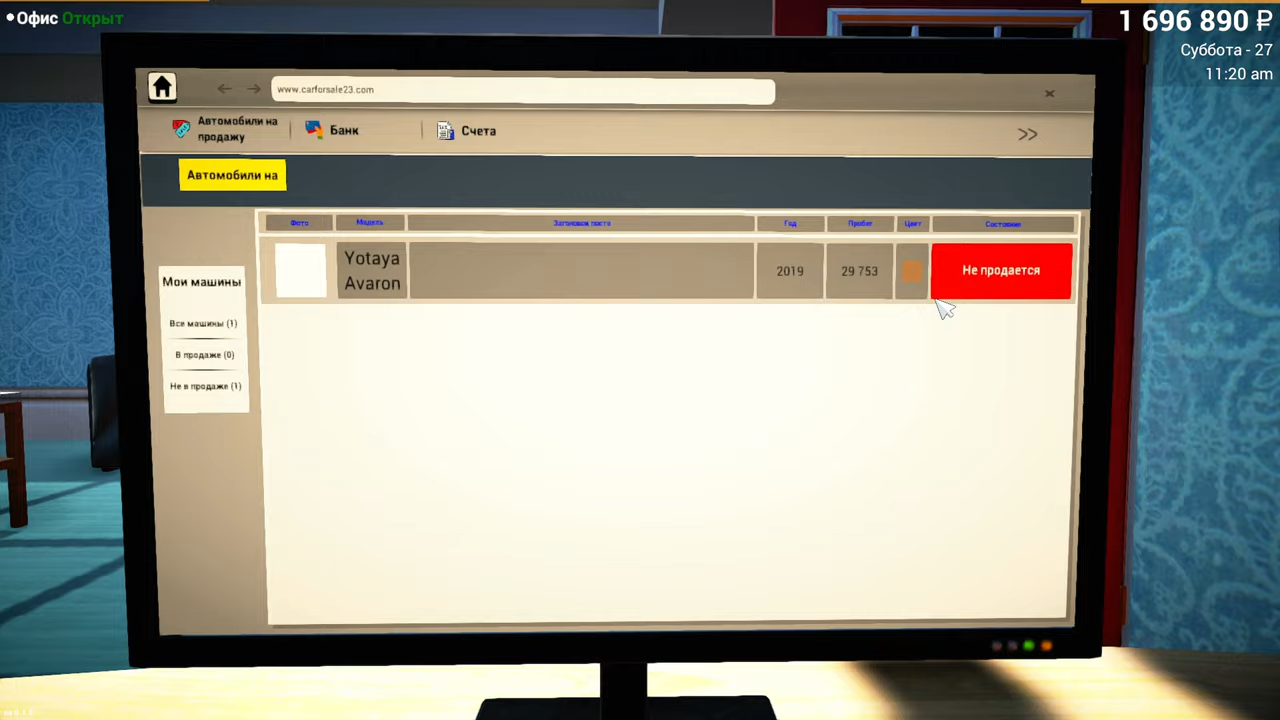 •Офис Открыт
1 696 890 ₽
Суббота - 27
11:20 am
www.carforsale23.com
Автомобили на
продажу
Банк
Счета
>>
Автомобили на
Фото
Модель
Заголовок поста
Год
Пробег
Цвет
Состояние
Yotaya
Avaron
2019
29 753
Не продается
Мои машины
Все машины (1)
В продаже (0)
Не в продаже (1)